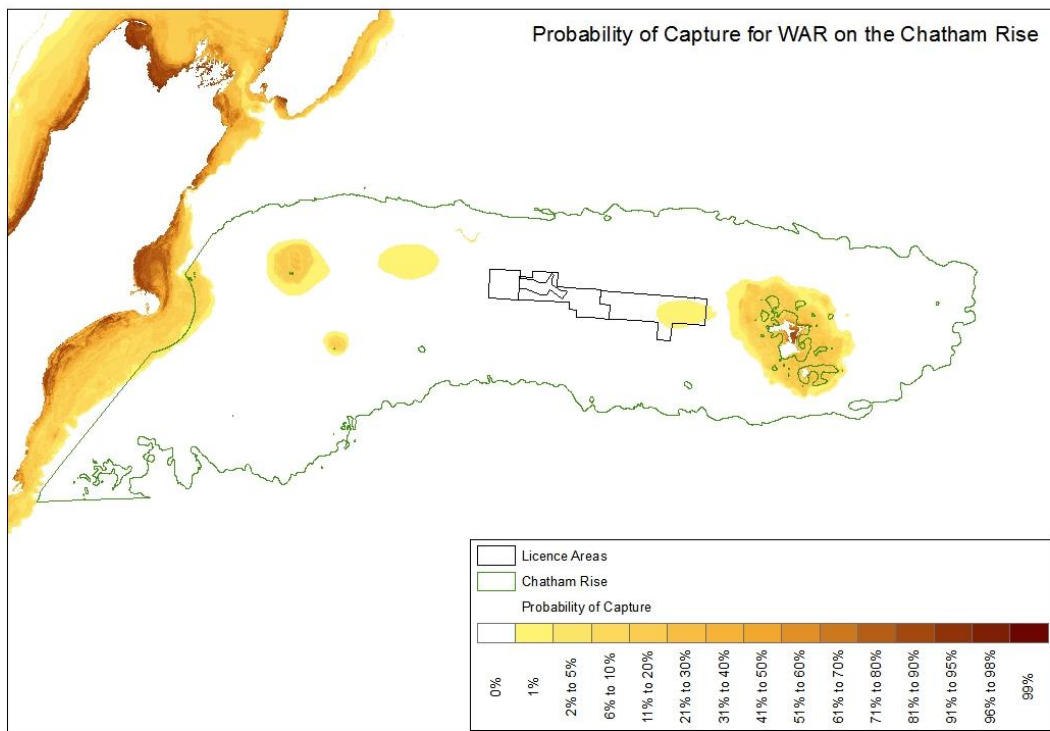 Probability of Capture for WAR on the Chatham Rise
Licence Areas
Chatham Rise
Probability of Capture
0%
1%
2% to 5%
6% to 10%
11% to 20%
21% to 30%
31% to 40%
41% to 50%
51% to 60%
61% to 70%
71% to 80%
81% to 90%
91% to 95%
96% to 98%
99%